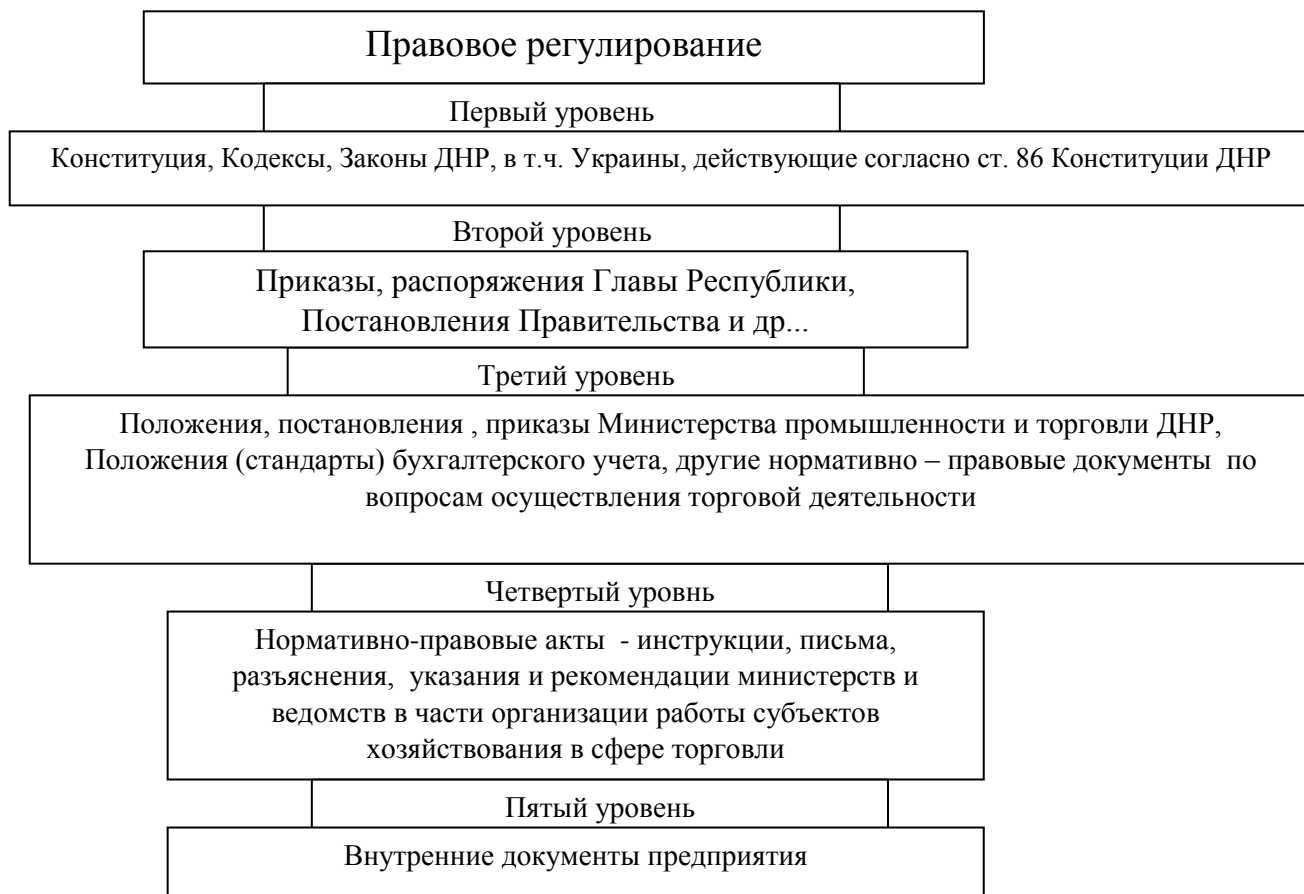 Правовое регулирование
Первый уровень
Конституция, Кодексы, Законы ДНР, в т.ч. Украины, действующие согласно ст. 86 Конституции ДНР
Второй уровень
Приказы, распоряжения Главы Республики,
Постановления Правительства и др...
Третий уровень
Положения, постановления , приказы Министерства промышленности и торговли ДНР,
Положения (стандарты) бухгалтерского учета, другие нормативно – правовые документы по
вопросам осуществления торговой деятельности
Четвертый уровнь
Нормативно-правовые акты - инструкции, письма,
разъяснения, указания и рекомендации министерств и
ведомств в части организации работы субъектов
хозяйствования в сфере торговли
Пятый уровень
Внутренние документы предприятия